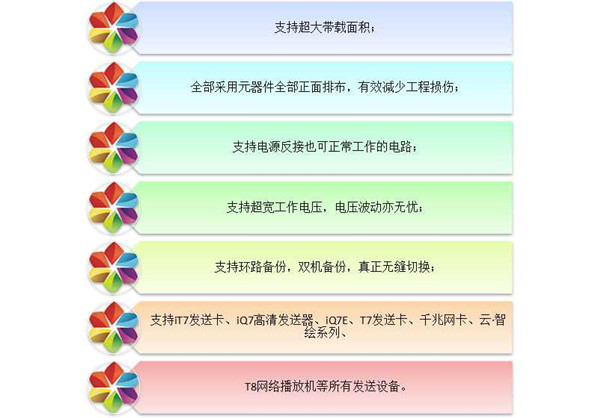 支持超大带载面积；
全部采用元器件全部正面排布，有效减少工程损伤；
支持电源反接也可正常工作的电路；
支持超宽工作电压，电压波动亦无忧；
支持环路备份，双机备份，真正无缝切换；
支持iT7发送卡、iQ7高清发送器、iQ7E、T7发送卡、千兆网卡、云·智
绘系列、
T8网络播放机等所有发送设备。